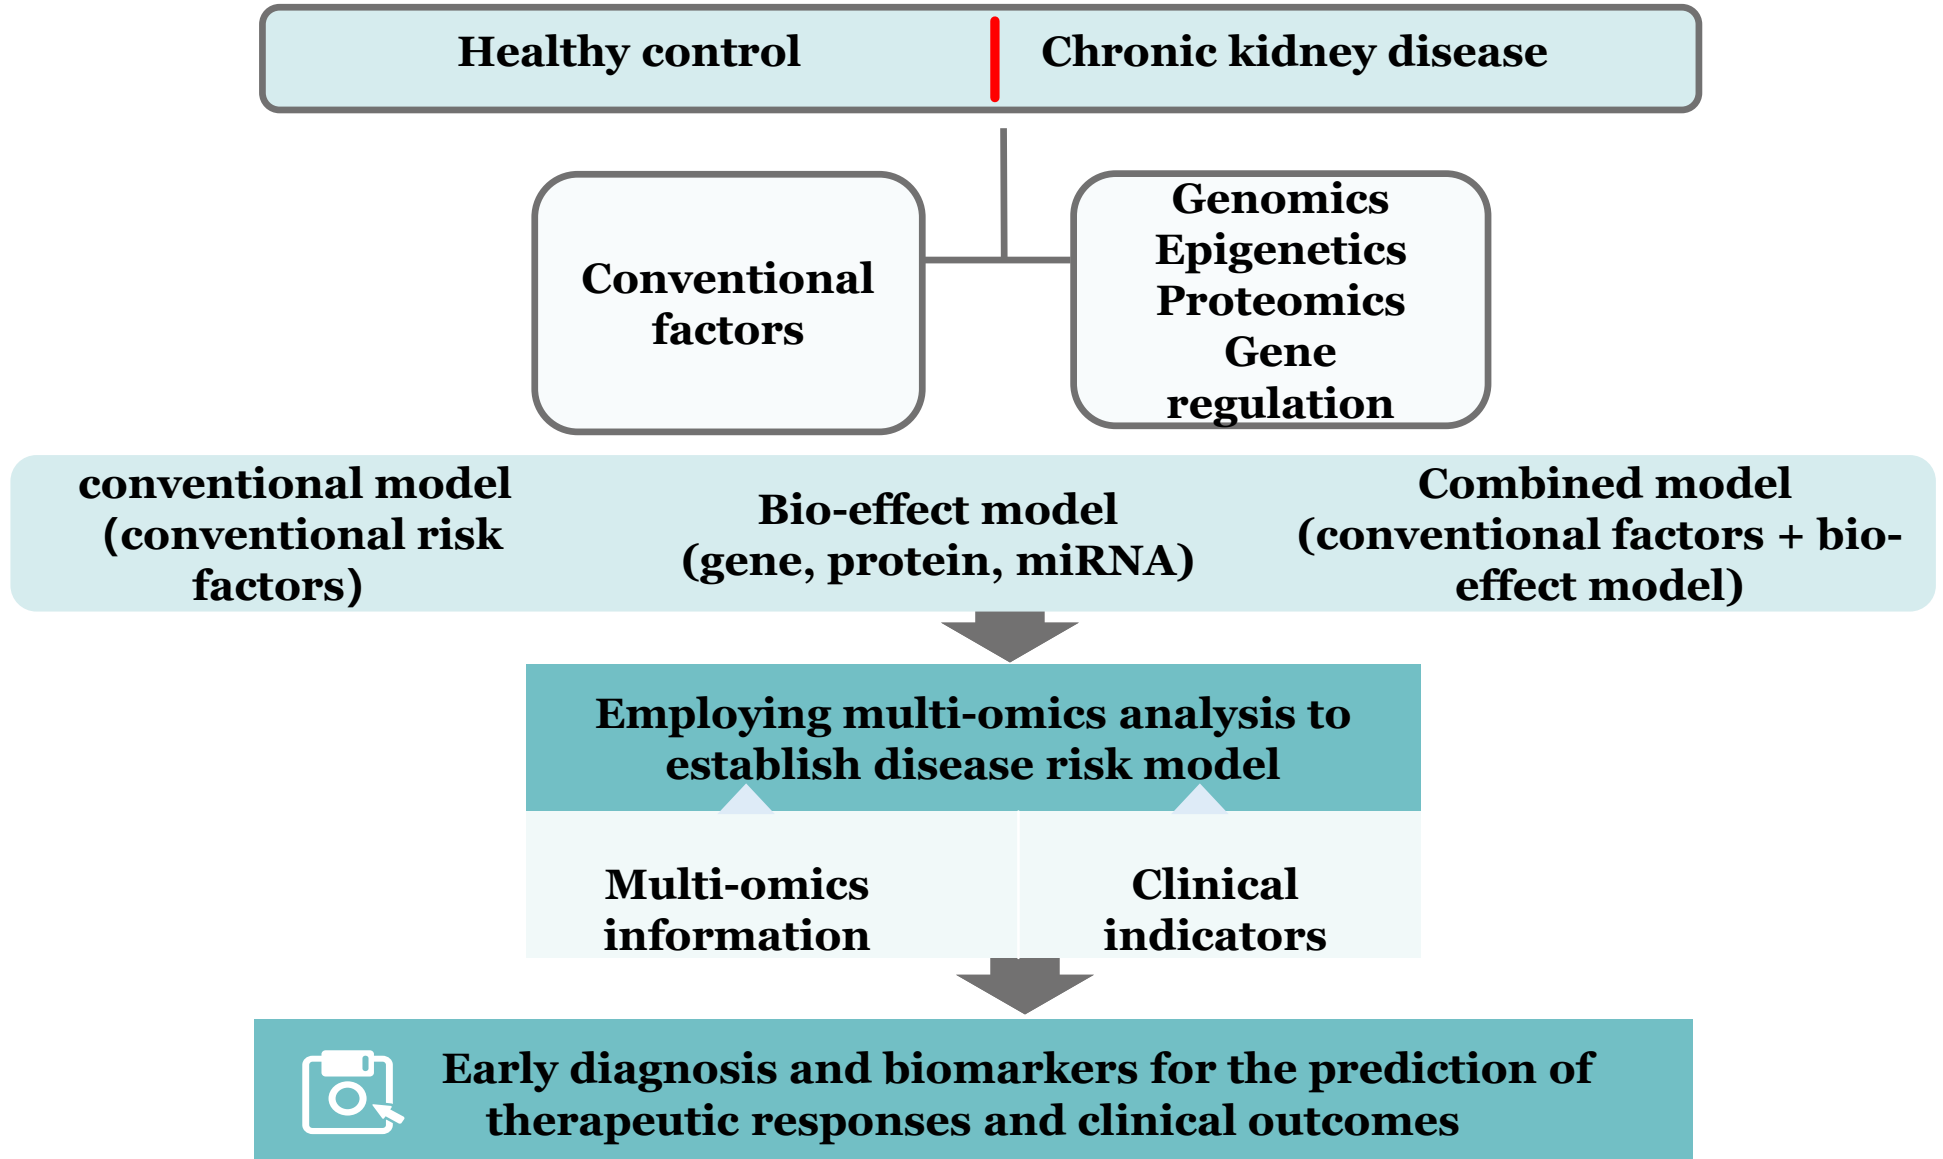 Healthy control
Chronic kidney disease
Conventional
factors
Genomics
Epigenetics
Proteomics
Gene
regulation
conventional model
(conventional risk
factors)
Bio-effect model
(gene, protein, miRNA)
Combined model
(conventional factors + bio-
effect model)
Employing multi-omics analysis to
establish disease risk model
Multi-omics
information
Clinical
indicators
Early diagnosis and biomarkers for the prediction of
therapeutic responses and clinical outcomes